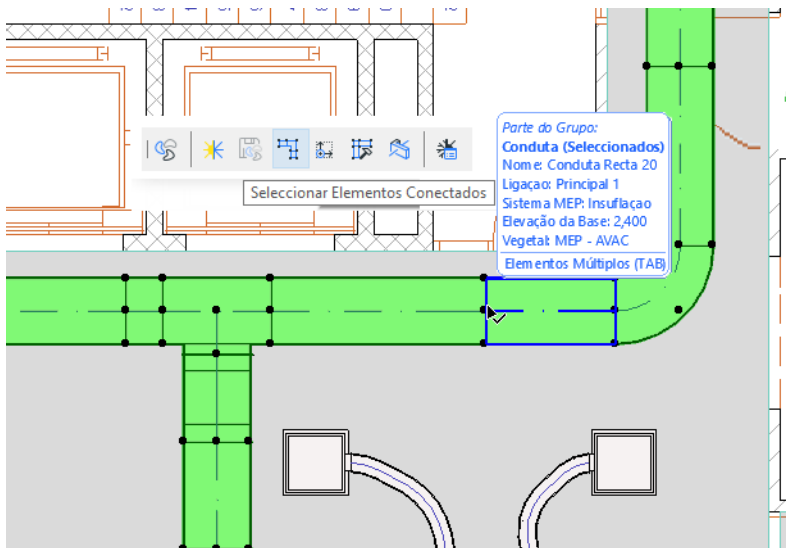 Parte do Grupo:
Conduta (Seleccionados)
Nome: Conduta Recta 20
Ligaçao: Principal 1
Sistema MEP: Insuflaçao
Elevação da Base: 2,400
Vegetal: MEP - AVAC
Elementos Múltiplos (TAB)
Seleccionar Elementos Conectados